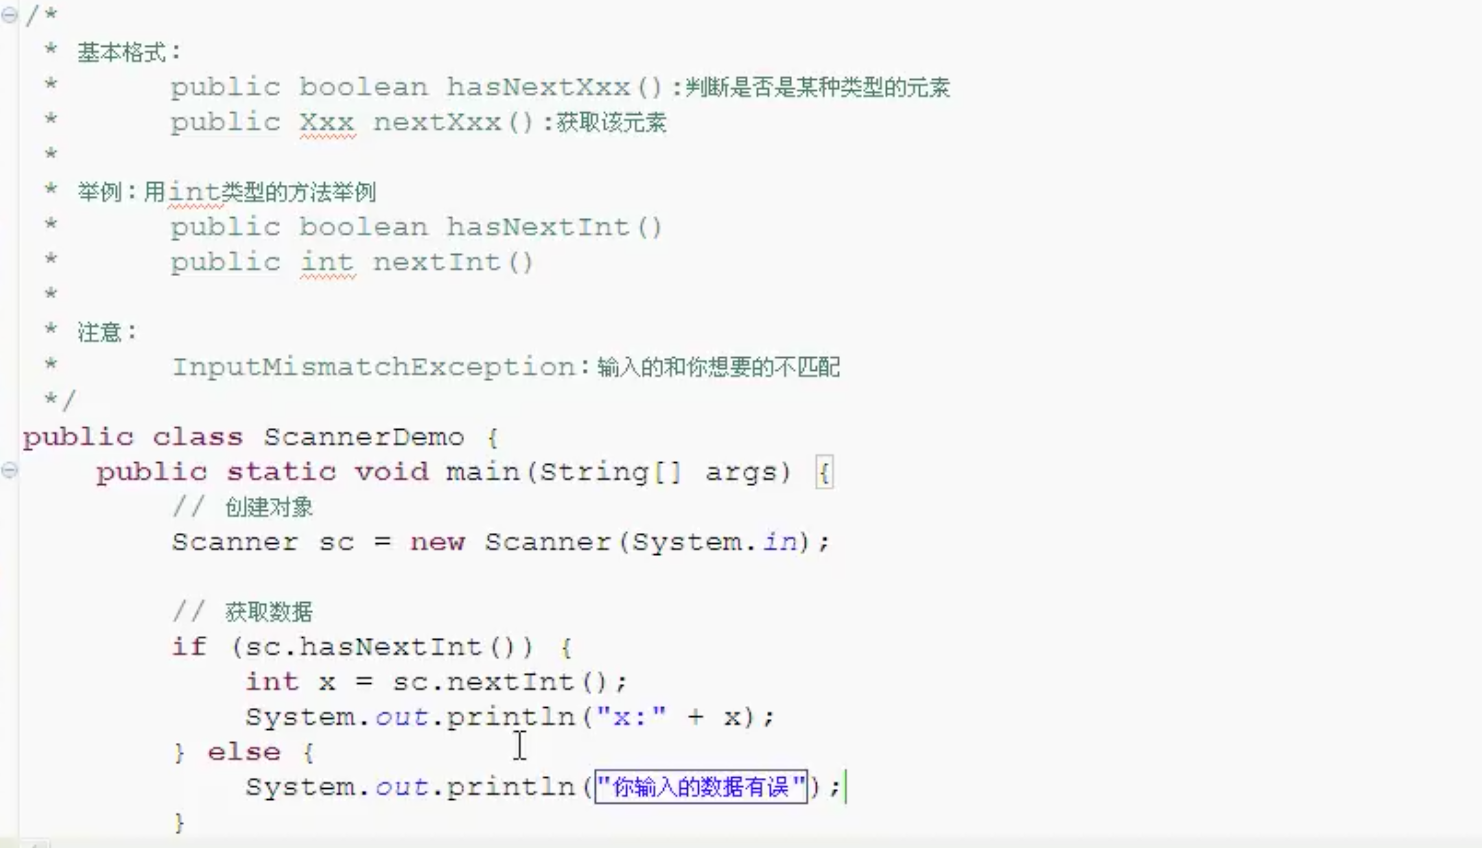 /*
 * 基本格式:
 * public boolean hasNextXxx():判断是否是某种类型的元素
 * public Xxx nextXxx():获取该元素
 *
 * 举例:用int类型的方法举例
 * public boolean hasNextInt()
 * public int nextInt()
 *
 * 注意:
 * InputMismatchException:输入的和你想要的不匹配
 */
public class ScannerDemo {
public static void main(String[] args) {
// 创建对象
Scanner sc = new Scanner(System.in);
// 获取数据
if (sc.hasNextInt()) {
int x = sc.nextInt();
System.out.println("x:" + x);
} else {
System.out.println("你输入的数据有误");
}